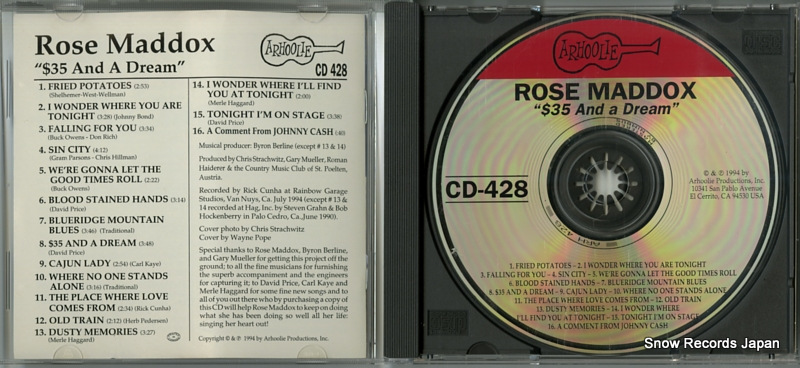 Rose Maddox
"$35 And A Dream"
ARHOOLIE
CD 428
1. FRIED POTATOES (2:53)
(Shelhemer-West-Wellman)
2. I WONDER WHERE YOU ARE
TONIGHT (3:28) (Johnny Bond)
3. FALLING FOR YOU (3:34)
(Buck Owens - Don Rich)
4. SIN CITY (4:12)
(Gram Parsons - Chris Hillman)
5. WE'RE GONNA LET THE
GOOD TIMES ROLL (2:22)
(Buck Owens)
6. BLOOD STAINED HANDS (3:14)
(David Price)
7. BLUERIDGE MOUNTAIN
BLUES (3:46) (Traditional)
8. $35 AND A DREAM (3:48)
(David Price)
9. CAJUN LADY (2:54) (Carl Kaye)
10. WHERE NO ONE STANDS
ALONE (3:16) (Traditional)
11. THE PLACE WHERE LOVE
COMES FROM (2:34) (Rick Cunha)
12. OLD TRAIN (2:12) (Herb Pedersen)
13. DUSTY MEMORIES (3:27)
(Merle Haggard)
14. I WONDER WHERE I'LL FIND
YOU AT TONIGHT (2:00)
(Merle Haggard)
15. TONIGHT I'M ON STAGE (3:38)
(David Price)
16. A Comment From JOHNNY CASH (40)
Musical producer: Byron Berline (except # 13 & 14)
Produced by Chris Strachwitz, Gary Mueller, Roman
Haiderer & the Country Music Club of St. Poelten,
Austria.
Recorded by Rick Cunha at Rainbow Garage
Studios, Van Nuys, Ca. July 1994 (except # 13 &
14 recorded at Hag, Inc. by Steven Grahn & Bob
Hockenberry in Palo Cedro, Ca., June 1990).
Cover photo by Chris Strachwitz
Cover by Wayne Pope
Special thanks to Rose Maddox, Byron Berline,
and Gary Mueller for getting this project off the
ground; to all the fine musicians for furnishing
the superb accompaniment and the engineers
for capturing it; to David Price, Carl Kaye and
Merle Haggard for some fine new songs and to
all of you out there who by purchasing a copy of
this CD will help Rose Maddox to keep on doing
what she has been doing so well all her life:
singing her heart out!
Copyright © & ℗ 1994 by Arhoolie Productions, Inc.
ARHOOLIE
ROSE MADDOX
"$35 And a Dream"
CD-428
© & ℗ 1994 by
Arhoolie Productions, Inc.
10341 San Pablo Avenue
El Cerrito, CA 94530 USA
1. FRIED POTATOES - 2. I WONDER WHERE YOU ARE TONIGHT
3. FALLING FOR YOU - 4. SIN CITY - 5. WE'RE GONNA LET THE GOOD TIMES ROLL
6. BLOOD STAINED HANDS - 7. BLUERIDGE MOUNTAIN BLUES
8. $35 AND A DREAM - 9. CAJUN LADY - 10. WHERE NO ONE STANDS ALONE
11. THE PLACE WHERE LOVE COMES FROM - 12. OLD TRAIN
13. DUSTY MEMORIES - 14. I WONDER WHERE
I'LL FIND YOU AT TONIGHT - 15. TONIGHT I'M ON STAGE
16. A COMMENT FROM JOHNNY CASH
Snow Records Japan